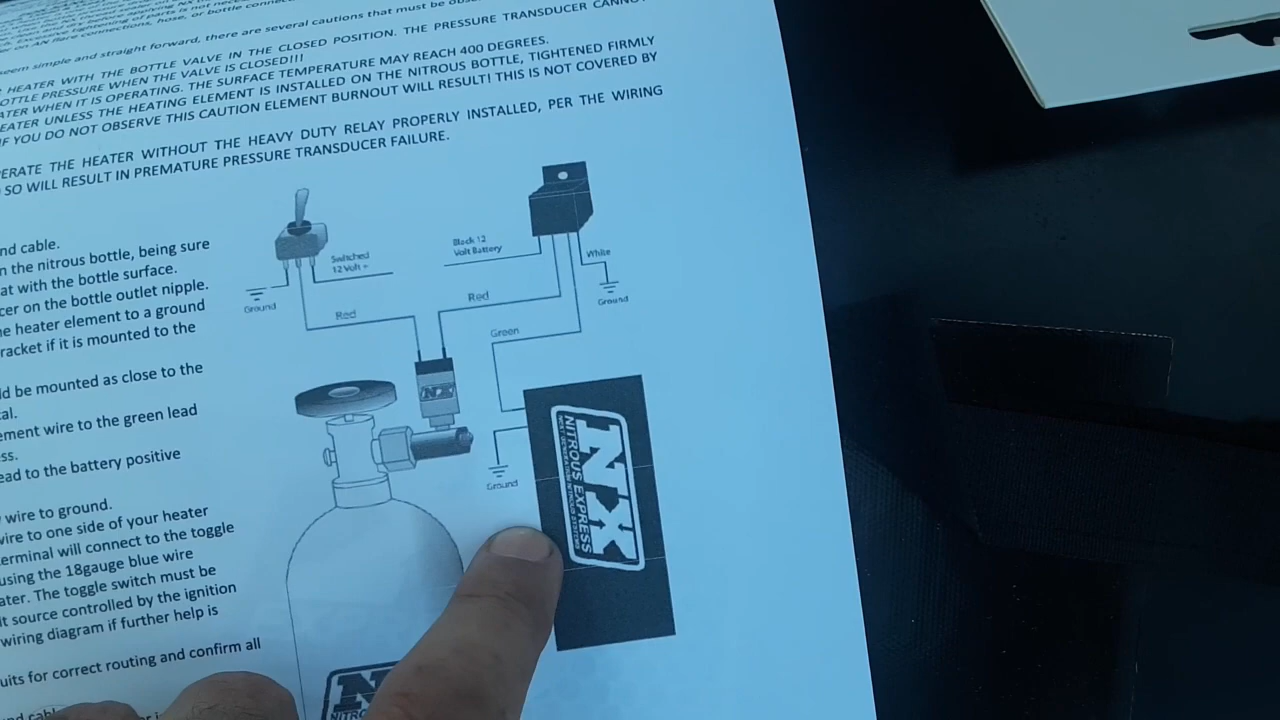 seem simple and straight forward, there are several cautions that must be
HEATER WITH THE BOTTLE VALVE IN THE CLOSED POSITION. THE PRESSURE TRANSDUCER CANNOT
BOTTLE PRESSURE WHEN THE VALVE IS CLOSED!!!
HEATER WHEN IT IS OPERATING. THE SURFACE TEMPERATURE MAY REACH 400 DEGREES.
HEATER UNLESS THE HEATING ELEMENT IS INSTALLED ON THE NITROUS BOTTLE, TIGHTENED FIRMLY
IF YOU DO NOT OBSERVE THIS CAUTION ELEMENT BURNOUT WILL RESULT! THIS IS NOT COVERED BY
PERATE THE HEATER WITHOUT THE HEAVY DUTY RELAY PROPERLY INSTALLED, PER THE WIRING
SO WILL RESULT IN PREMATURE PRESSURE TRANSDUCER FAILURE.
nd cable.
n the nitrous bottle, being sure
at with the bottle surface.
cer on the bottle outlet nipple.
he heater element to a ground
racket if it is mounted to the
ld be mounted as close to the
cal.
ement wire to the green lead
ss.
ead to the battery positive
wire to ground.
wire to one side of your heater
terminal will connect to the toggle
using the 18gauge blue wire
ater. The toggle switch must be
lt source controlled by the ignition
wiring diagram if further help is
uits for correct routing and confirm all
Switched
12 Volt +
Ground
Red
Black 12
Volt Battery
White
Ground
Red
Green
Ground
NX
NX
NITROUS EXPRESS
NX
NITRO